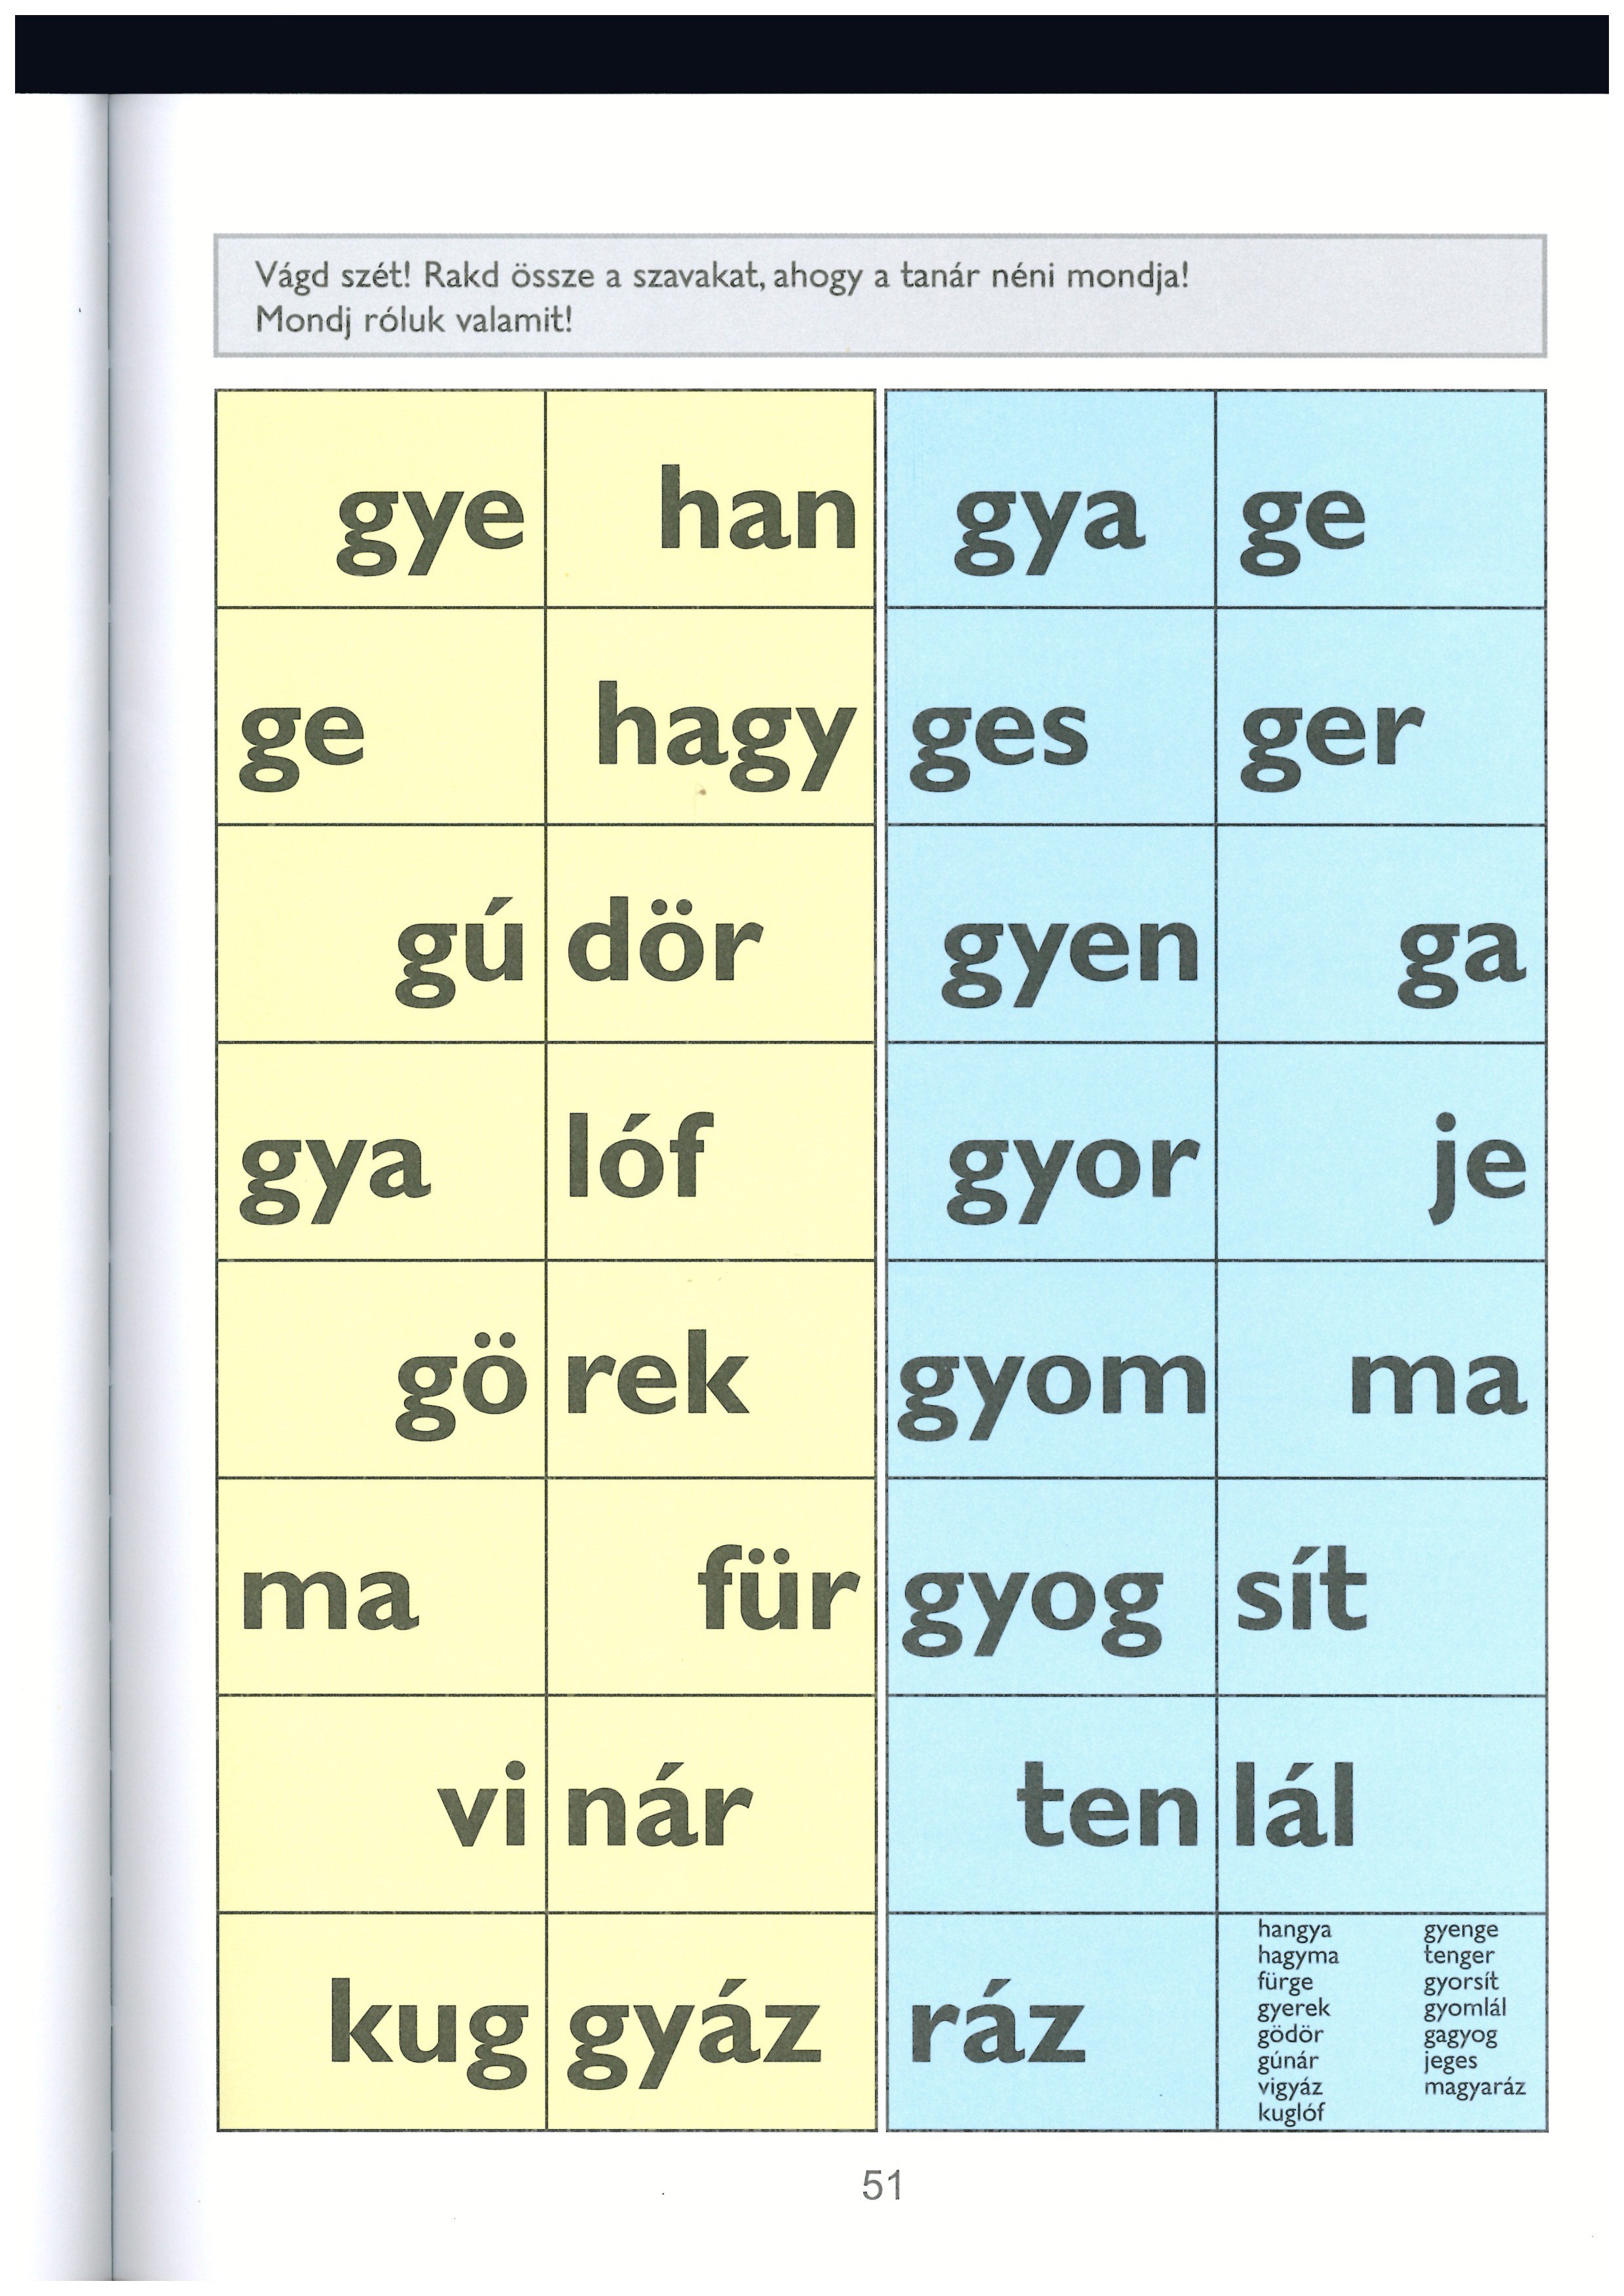 Vágd szét! Rakd össze a szavakat, ahogy a tanár néni mondja!
Mondj róluk valamit!
gye han gya ge
ge hagy ges ger
gú dör gyen ga
gya lóf gyor je
gö rek gyom ma
ma für gyog sít
vi nár ten lál
kug gyáz ráz
hangya gyenge
hagyma tenger
fürge gyorsít
gyerek gyomlál
gödör gagyog
gúnár jeges
vigyáz magyaráz
kuglóf
51